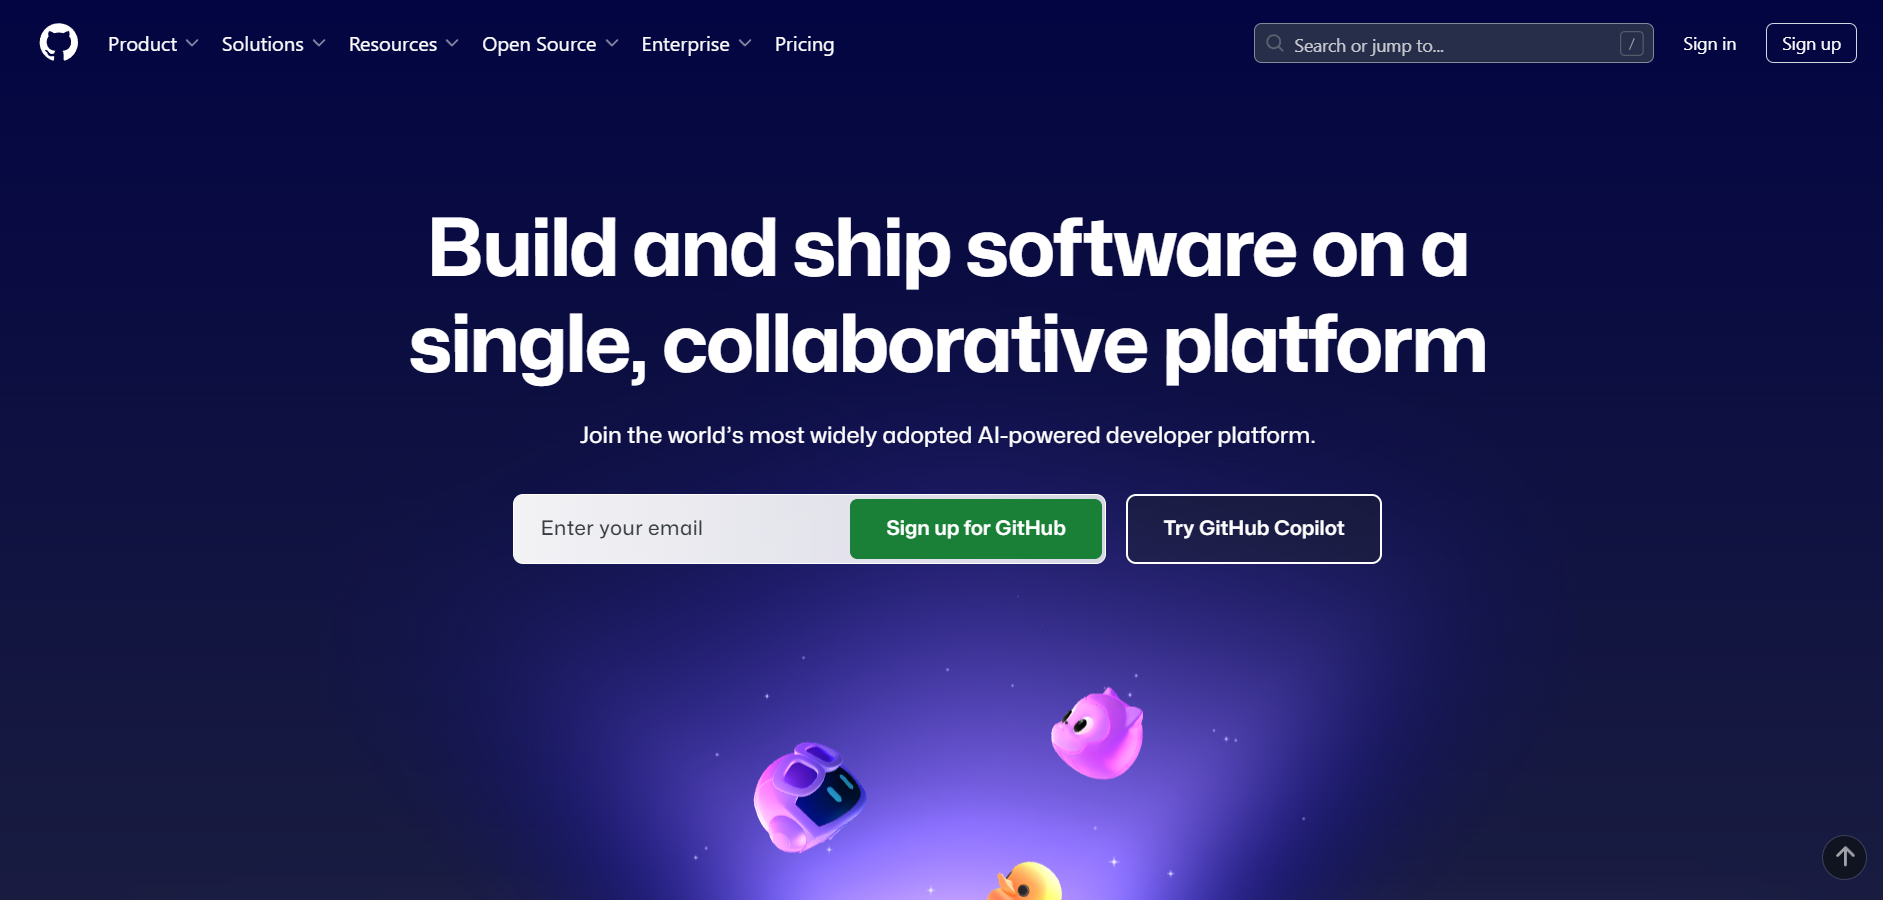 Product Solutions Resources Open Source Enterprise Pricing Search or jump to... / Sign in Sign up
Build and ship software on a
single, collaborative platform
Join the world’s most widely adopted AI-powered developer platform.
Enter your email Sign up for GitHub Try GitHub Copilot